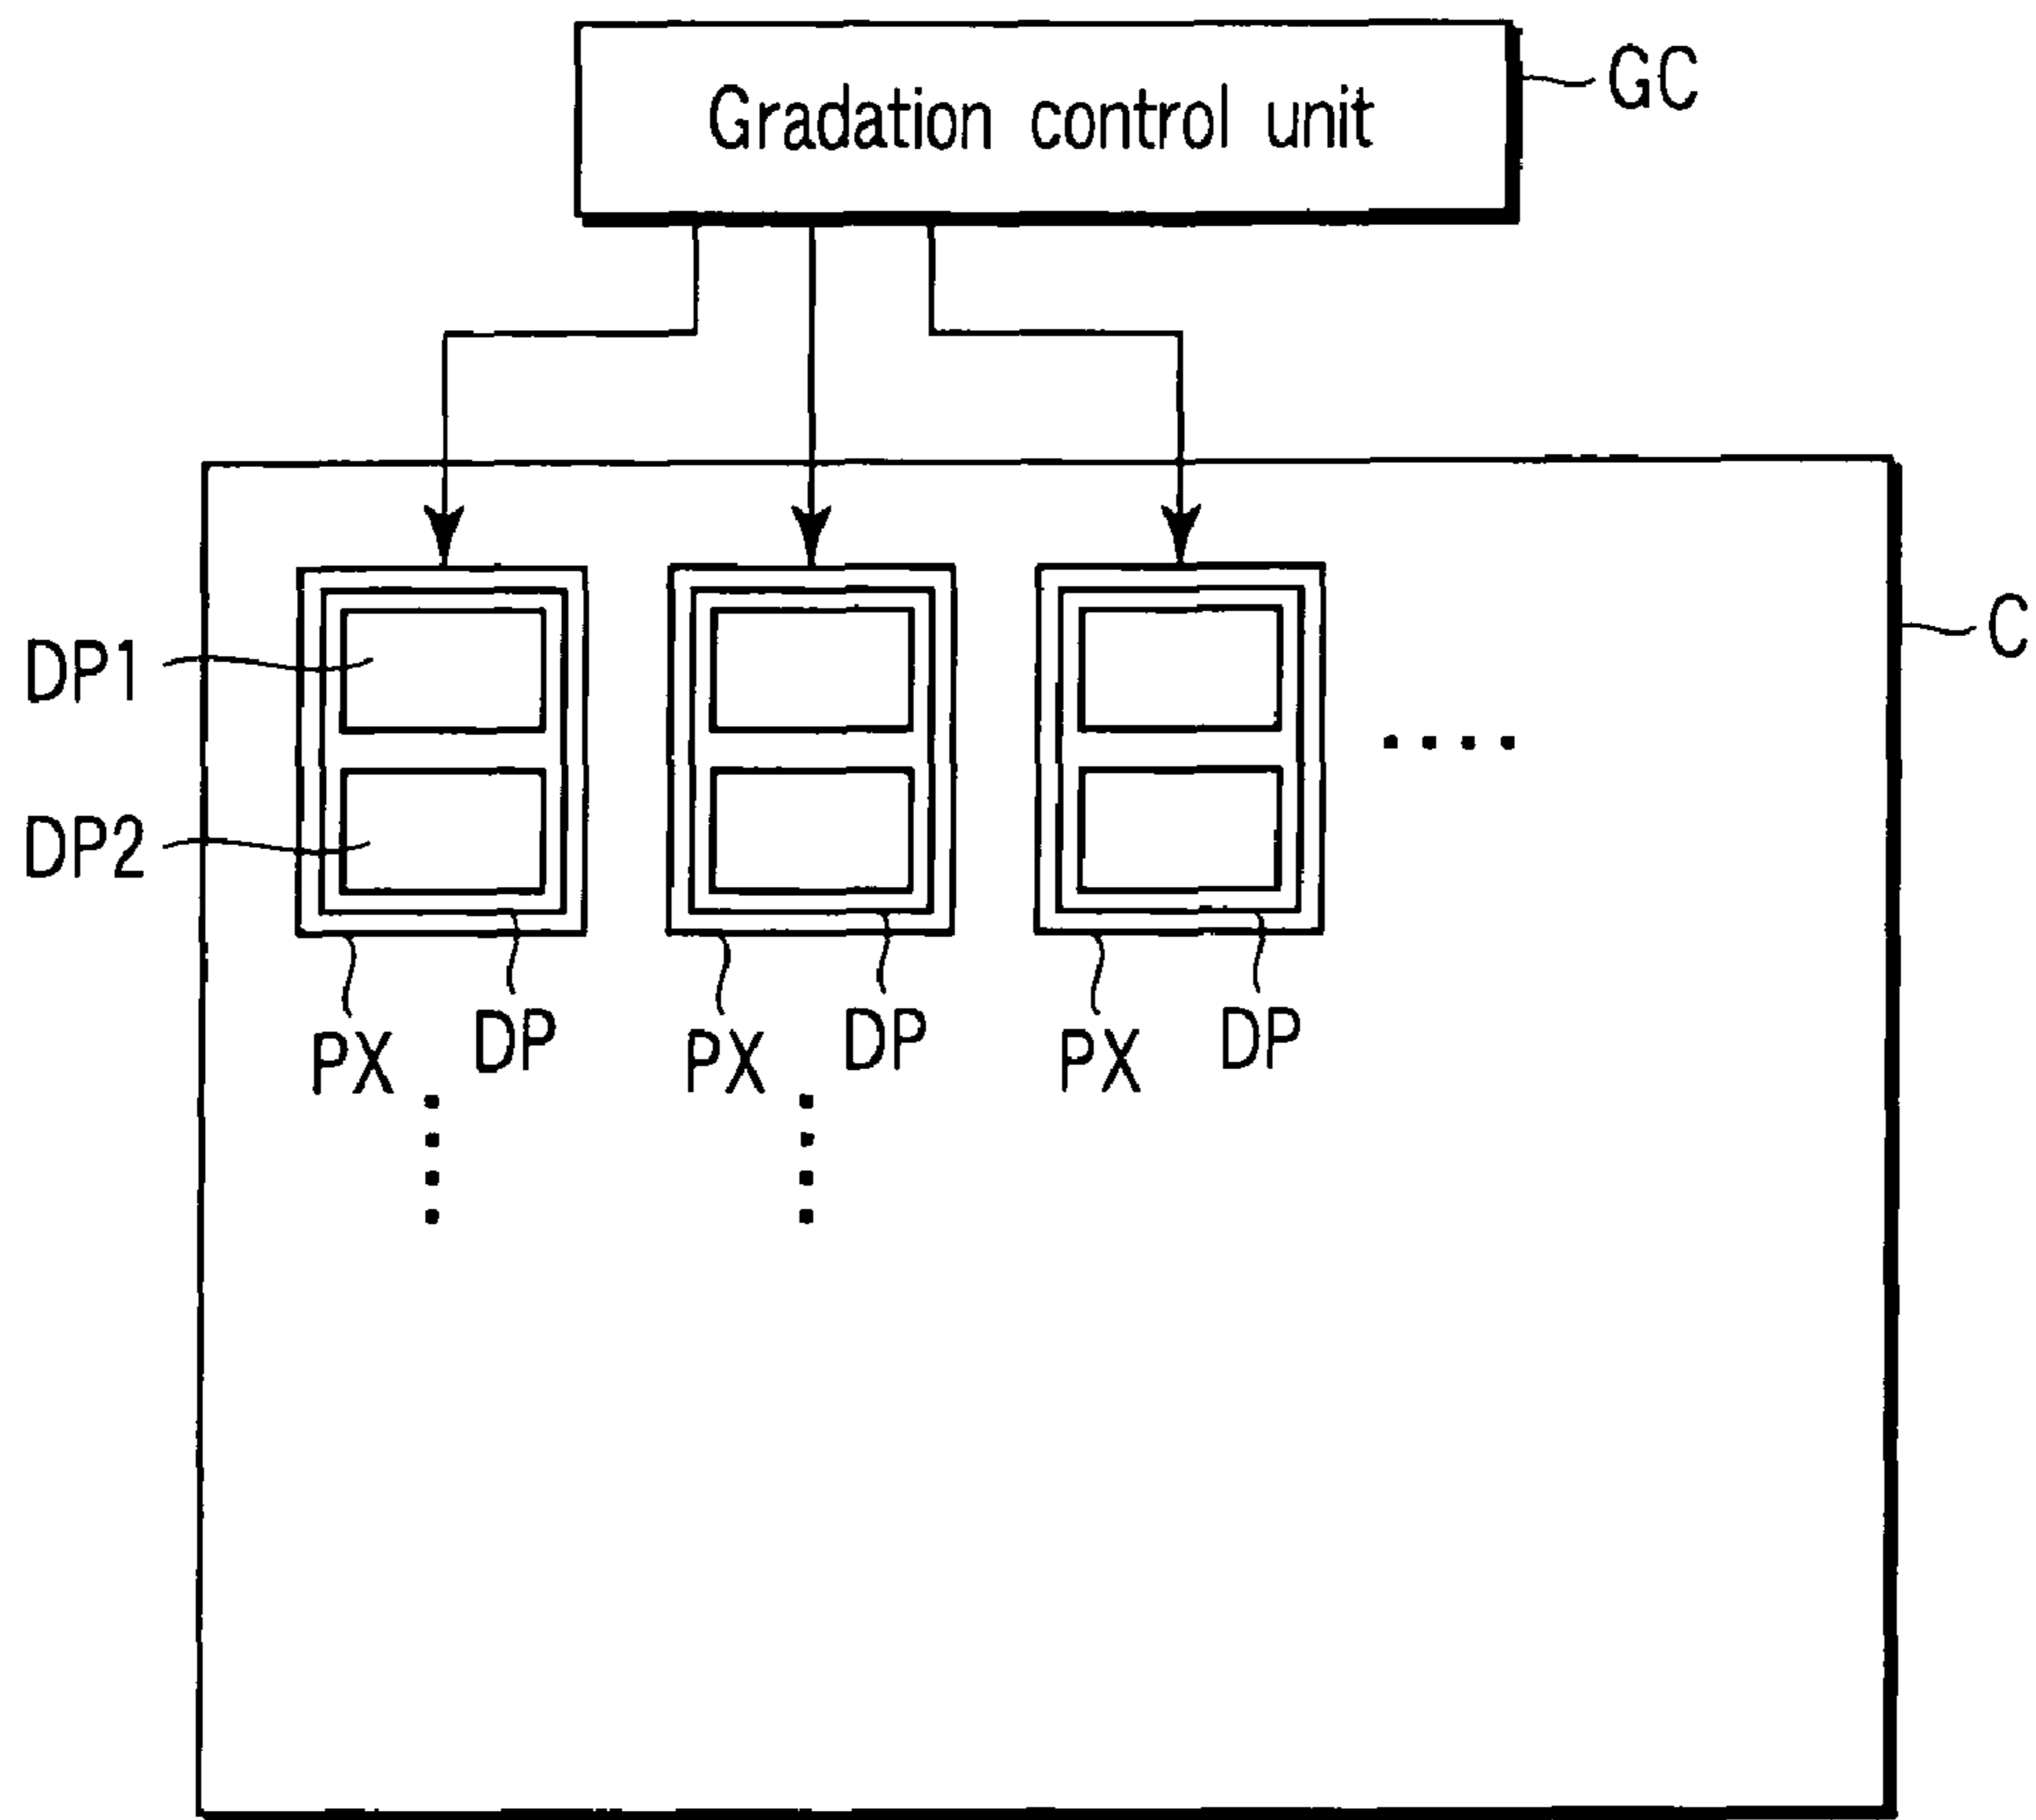 Gradation control unit
GC
C
DP1
DP2
PX
DP
PX
DP
PX
DP